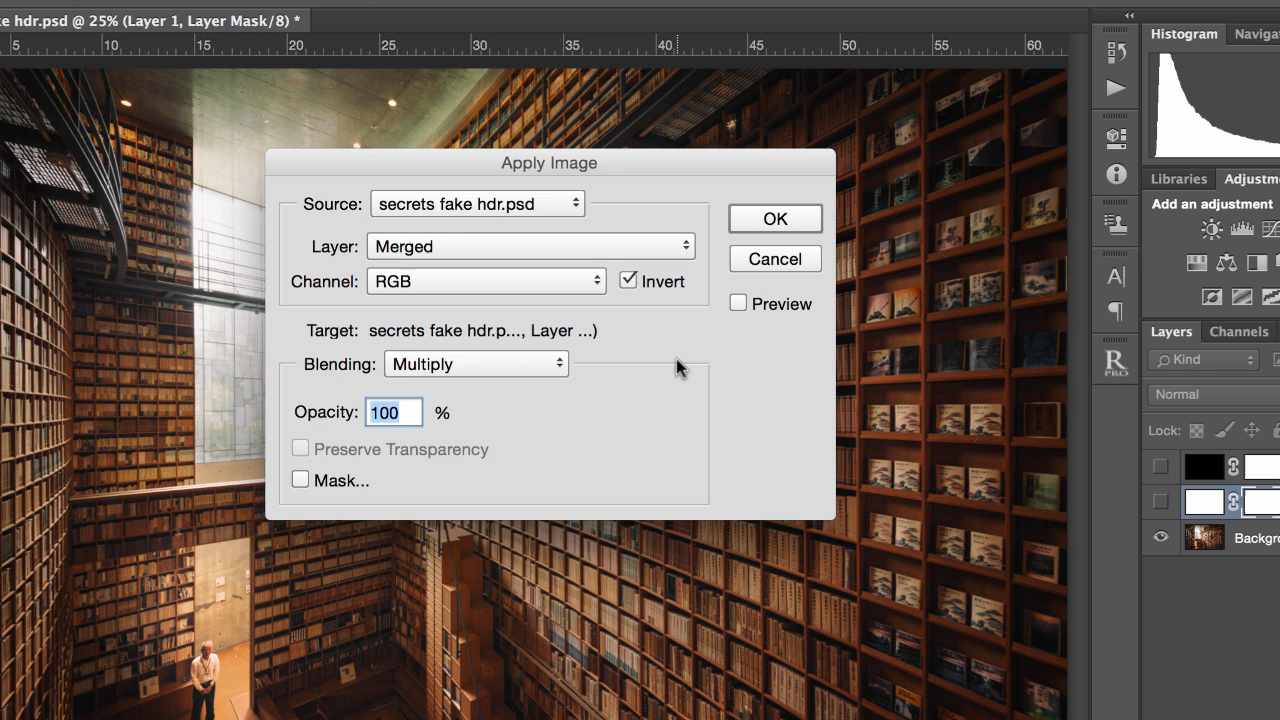 ke hdr.psd @ 25% (Layer 1, Layer Mask/8) *
5 10 15 20 25 30 35 40 45 50 55 60
Histogram Naviga
Apply Image
Source: secrets fake hdr.psd
OK
Layer: Merged
Cancel
Channel: RGB Invert
Preview
Target: secrets fake hdr.p..., Layer ...)
Blending: Multiply
Opacity: 100 %
Preserve Transparency
Mask...
Libraries Adjustme
Add an adjustment
A|
R
PRO
Layers Channels
Kind
Normal
Lock:
Backgro